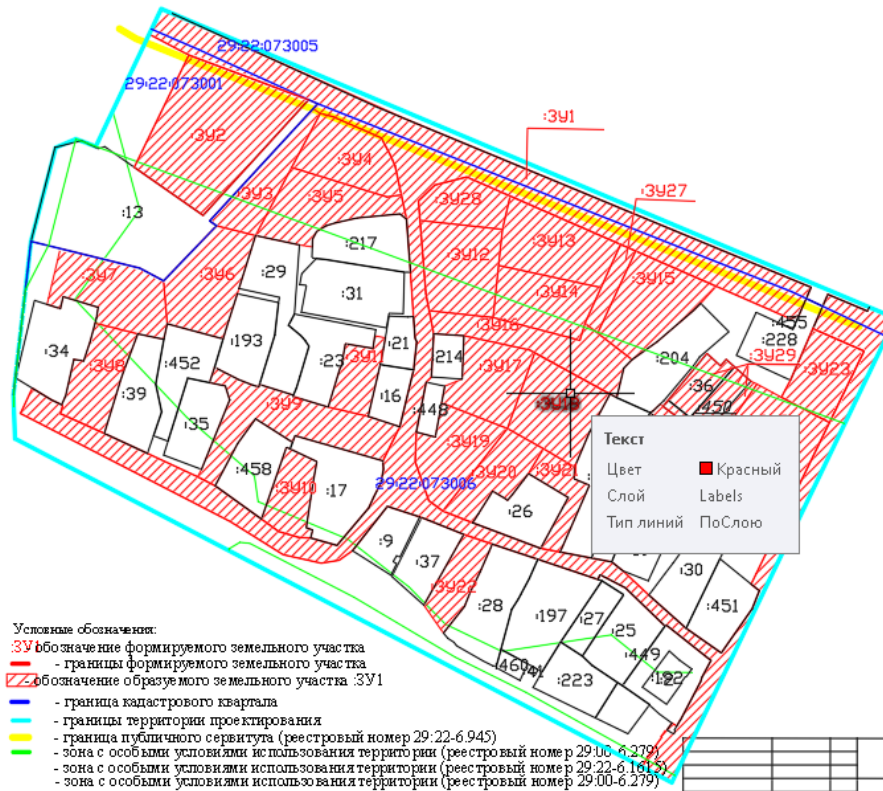 29:22:073005
29:22:073001
:ЗУ1
:ЗУ2
:ЗУ4
:ЗУ3
:ЗУ5
:ЗУ28
:ЗУ27
:13
:217
:ЗУ12
:ЗУ13
:ЗУ7
:ЗУ6
:29
:31
:ЗУ14
:ЗУ15
:34
:193
:23
:ЗУ11
:21
214
:ЗУ16
:455
:228
:ЗУ8
:452
:ЗУ17
:204
:ЗУ29
:ЗУ23
:39
:35
:ЗУ9
:16
:448
:ЗУ18
:36
:450
:458
:ЗУ10
:17
29:22:073006
:ЗУ19
:ЗУ20
:ЗУ21
:26
Текст
Цвет Красный
Слой Labels
Тип линий ПоСлою
:9
:37
:ЗУ22
:28
:197
:27
:25
:30
:451
:449
460
:41
:223
:192
Условные обозначения:
:ЗУ1 - обозначение формируемого земельного участка
- границы формируемого земельного участка
- обозначение образуемого земельного участка :ЗУ1
- граница кадастрового квартала
- границы территории проектирования
- граница публичного сервитута (реестровый номер 29:22-6.945)
- зона с особыми условиями использования территории (реестровый номер 29:00-6.279)
- зона с особыми условиями использования территории (реестровый номер 29:22-6.1615)
- зона с особыми условиями использования территории (реестровый номер 29:00-6.279)